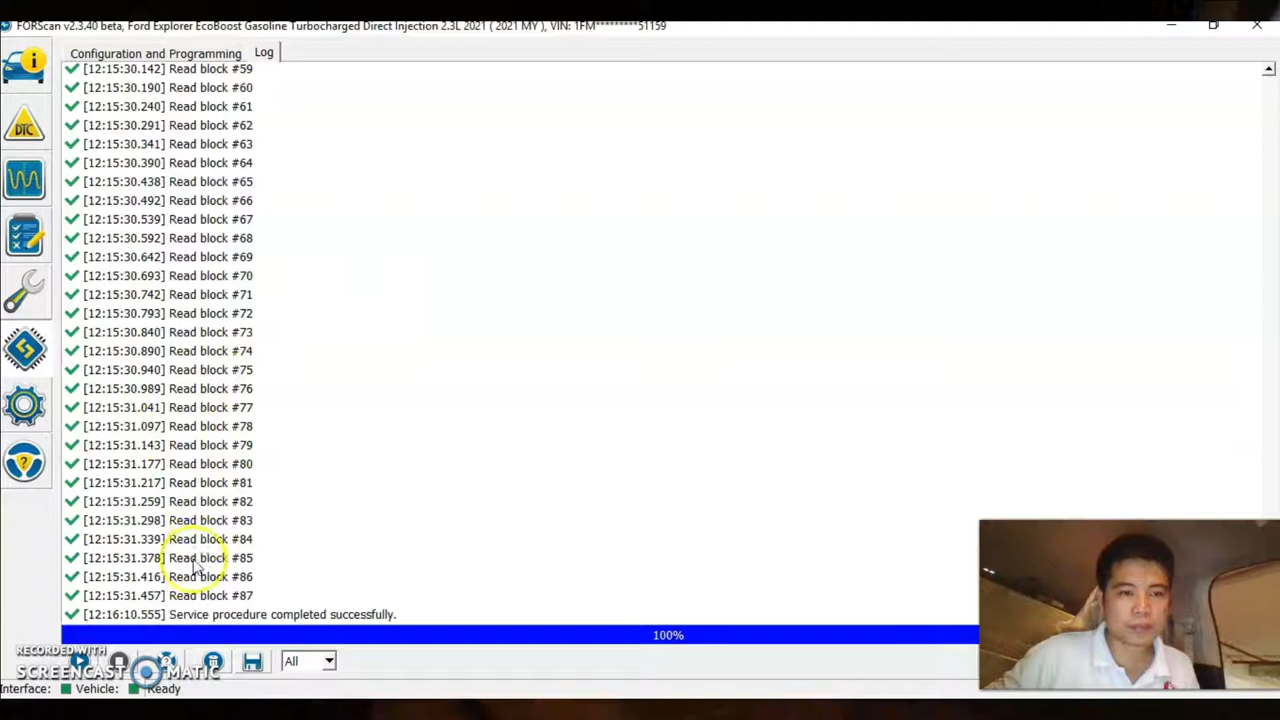 FORScan v2.3.40 beta, Ford Explorer EcoBoost Gasoline Turbocharged Direct Injection 2.3L 2021 ( 2021 MY ), VIN: 1FM*********51159
Configuration and Programming Log
[12:15:30.142] Read block #59
[12:15:30.190] Read block #60
[12:15:30.240] Read block #61
[12:15:30.291] Read block #62
[12:15:30.341] Read block #63
[12:15:30.390] Read block #64
[12:15:30.438] Read block #65
[12:15:30.492] Read block #66
[12:15:30.539] Read block #67
[12:15:30.592] Read block #68
[12:15:30.642] Read block #69
[12:15:30.693] Read block #70
[12:15:30.742] Read block #71
[12:15:30.793] Read block #72
[12:15:30.840] Read block #73
[12:15:30.890] Read block #74
[12:15:30.940] Read block #75
[12:15:30.989] Read block #76
[12:15:31.041] Read block #77
[12:15:31.097] Read block #78
[12:15:31.143] Read block #79
[12:15:31.177] Read block #80
[12:15:31.217] Read block #81
[12:15:31.259] Read block #82
[12:15:31.298] Read block #83
[12:15:31.339] Read block #84
[12:15:31.378] Read block #85
[12:15:31.416] Read block #86
[12:15:31.457] Read block #87
[12:16:10.555] Service procedure completed successfully.
100%
DTC
All
RECORDED WITH
SCREENCAST MATIC
Interface: Vehicle: Ready